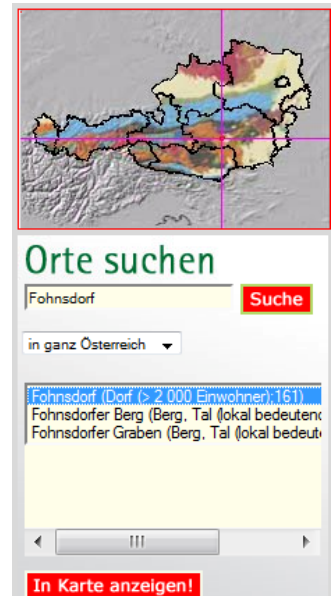 Orte suchen
Fohnsdorf
Suche
in ganz Österreich
Fohnsdorf (Dorf (> 2 000 Einwohner);161)
Fohnsdorfer Berg (Berg, Tal (lokal bedeutend
Fohnsdorfer Graben (Berg, Tal (lokal bedeute
In Karte anzeigen!